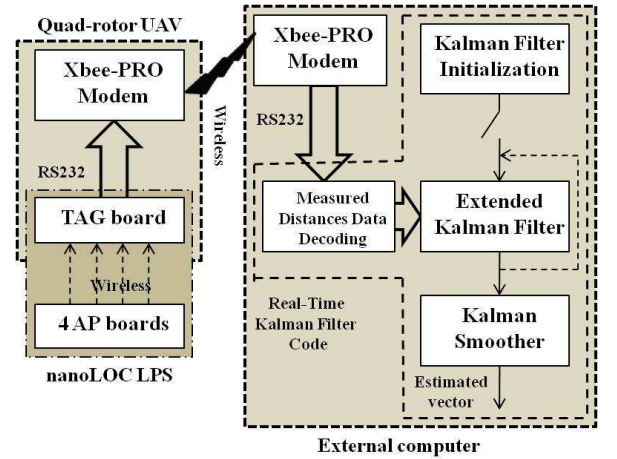 Quad-rotor UAV
Xbee-PRO
Modem
RS232
TAG board
Wireless
4 AP boards
nanoLOC LPS
Wireless
Xbee-PRO
Modem
RS232
Measured
Distances Data
Decoding
Real-Time
Kalman Filter
Code
Kalman Filter
Initialization
Extended
Kalman Filter
Kalman
Smoother
Estimated
vector
External computer